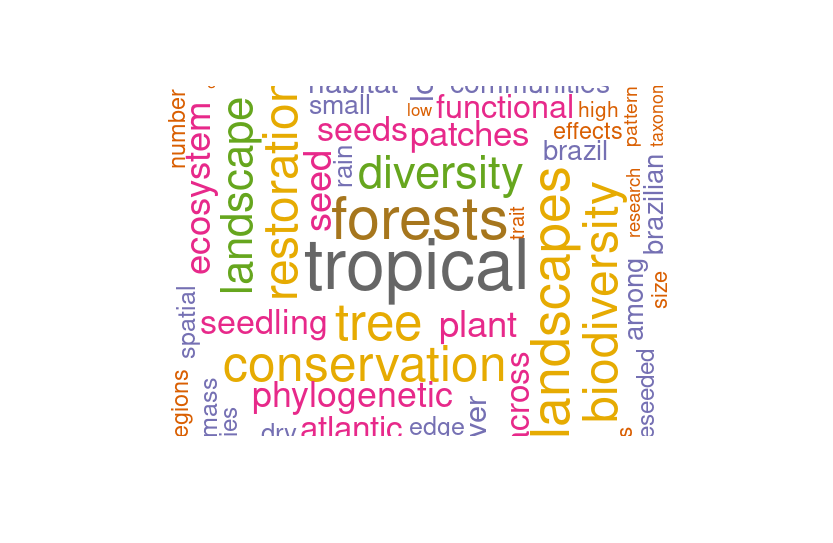 habitat
communities
number
ecosystem
landscape
restoration
small
low
functional
high
pattern
taxonon
seeds
patches
effects
seed
rain
diversity
brazil
brazilian
research
forests
trait
landscapes
biodiversity
tropical
among
size
spatial
seedling
tree
plant
conservation
across
eseeded
phylogenetic
egions
mass
ies
dry
atlantic
edge
ver
s